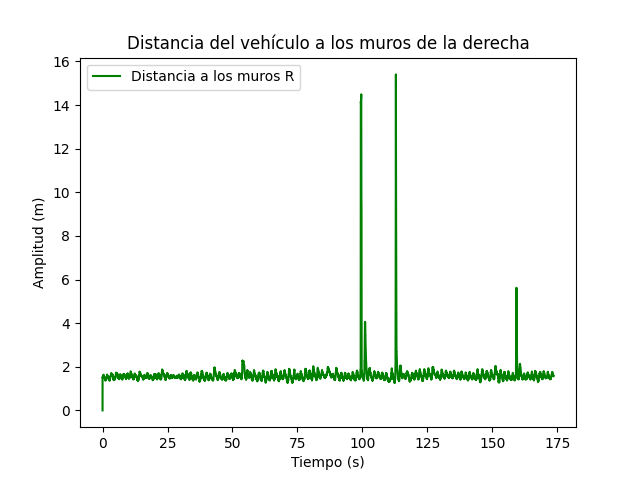 Distancia del vehículo a los muros de la derecha
Distancia a los muros R
Amplitud (m)
16
14
12
10
8
6
4
2
0
0 25 50 75 100 125 150 175
Tiempo (s)